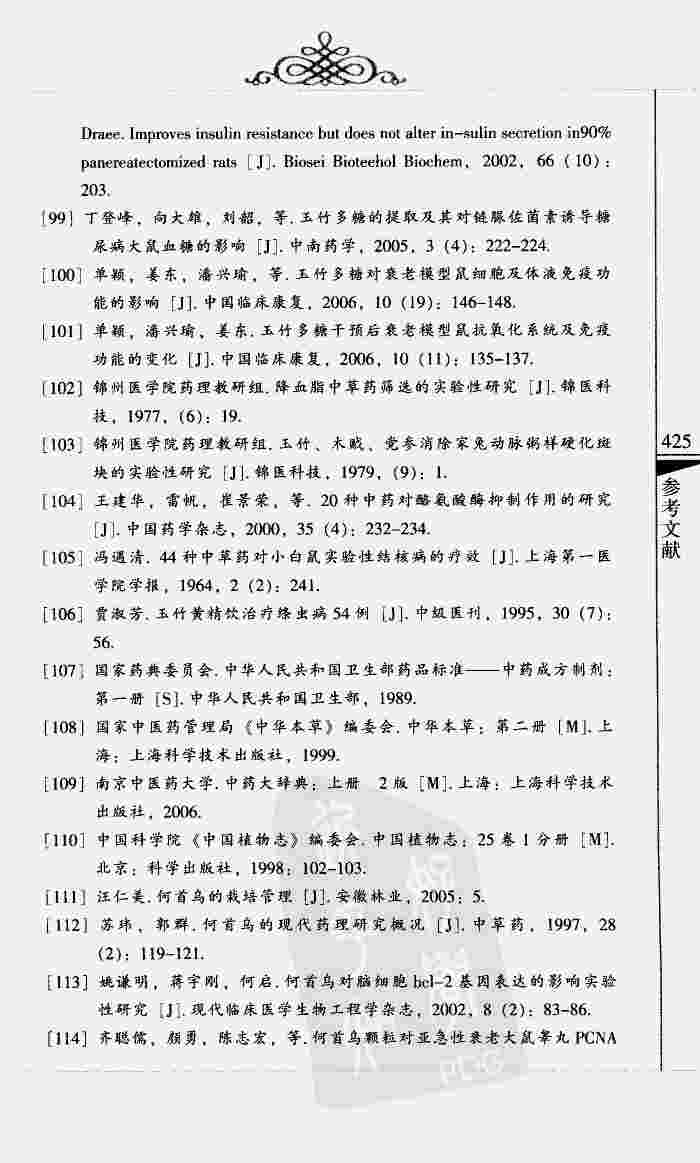 Draee. Improves insulin resistance but does not alter in-sulin secretion in90%
panereatectomized rats [J]. Biosei Bioteehol Biochem, 2002, 66 (10):
203.
[99] 丁登峰, 向大雄, 刘韶, 等. 玉竹多糖的提取及其对链脲佐菌素诱导糖
尿病大鼠血糖的影响 [J]. 中南药学, 2005, 3 (4): 222-224.
[100] 单颖, 姜东, 潘兴瑜, 等. 玉竹多糖对衰老模型鼠细胞及体液免疫功
能的影响 [J]. 中国临床康复, 2006, 10 (19): 146-148.
[101] 单颖, 潘兴瑜, 姜东. 玉竹多糖干预后衰老模型鼠抗氧化系统及免疫
功能的变化 [J]. 中国临床康复, 2006, 10 (11): 135-137.
[102] 锦州医学院药理教研组. 降血脂中草药筛选的实验性研究 [J]. 锦医科
技, 1977, (6): 19.
[103] 锦州医学院药理教研组. 玉竹、木贼、党参消除家兔动脉粥样硬化斑
块的实验性研究 [J]. 锦医科技, 1979, (9): 1.
[104] 王建华, 雷帆, 崔景荣, 等. 20 种中药对酪氨酸酶抑制作用的研究
[J]. 中国药学杂志, 2000, 35 (4): 232-234.
[105] 冯遇清. 44 种中草药对小白鼠实验性结核病的疗效 [J]. 上海第一医
学院学报, 1964, 2 (2): 241.
[106] 贾淑芳. 玉竹黄精饮治疗绦虫病 54 例 [J]. 中级医刊, 1995, 30 (7):
56.
[107] 国家药典委员会. 中华人民共和国卫生部药品标准——中药成方制剂:
第一册 [S]. 中华人民共和国卫生部, 1989.
[108] 国家中医药管理局《中华本草》编委会. 中华本草: 第二册 [M]. 上
海: 上海科学技术出版社, 1999.
[109] 南京中医药大学. 中药大辞典: 上册 2 版 [M]. 上海: 上海科学技术
出版社, 2006.
[110] 中国科学院《中国植物志》编委会. 中国植物志: 25 卷 1 分册 [M].
北京: 科学出版社, 1998: 102-103.
[111] 汪仁美. 何首乌的栽培管理 [J]. 安徽林业, 2005: 5.
[112] 苏玮, 郭群. 何首乌的现代药理研究概况 [J]. 中草药, 1997, 28
(2): 119-121.
[113] 姚谦明, 蒋宇刚, 何启. 何首乌对脑细胞 bcl-2 基因表达的影响实验
性研究 [J]. 现代临床医学生物工程学杂志, 2002, 8 (2): 83-86.
[114] 齐聪儒, 颜勇, 陈志宏, 等. 何首乌颗粒对亚急性衰老大鼠睾丸 PCNA
425
参考文献